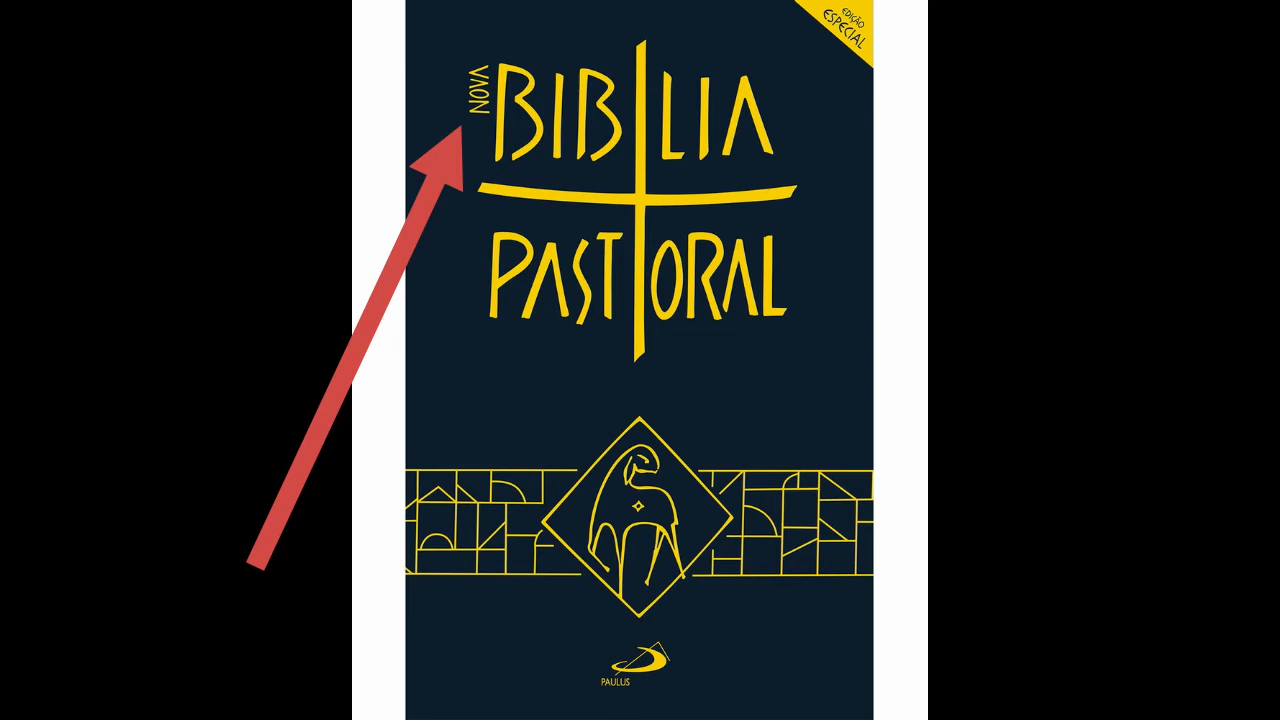 EDIÇÃO
ESPECIAL
NOVA
BIBLIA
PASTORAL
PAULUS